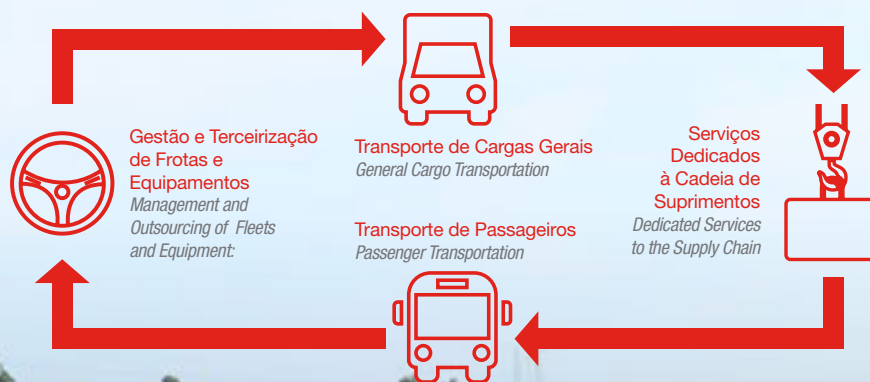 Gestão e Terceirização
de Frotas e
Equipamentos
Management and
Outsourcing of Fleets
and Equipment:
Transporte de Cargas Gerais
General Cargo Transportation
Transporte de Passageiros
Passenger Transportation
Serviços
Dedicados
à Cadeia de
Suprimentos
Dedicated Services
to the Supply Chain